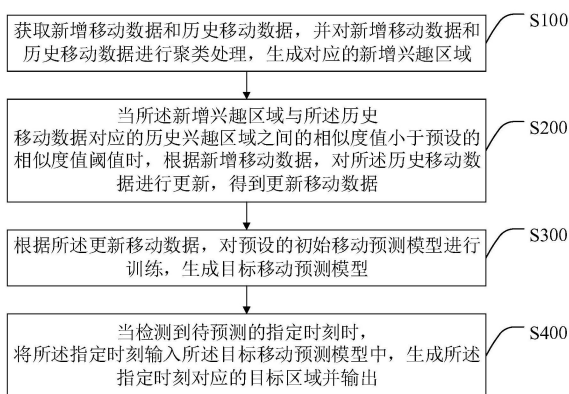 获取新增移动数据和历史移动数据，并对新增移动数据和
历史移动数据进行聚类处理，生成对应的新增兴趣区域
S100
当所述新增兴趣区域与所述历史
移动数据对应的历史兴趣区域之间的相似度值小于预设的
相似度值阈值时，根据新增移动数据，对所述历史移动数
据进行更新，得到更新移动数据
S200
根据所述更新移动数据，对预设的初始移动预测模型进行
训练，生成目标移动预测模型
S300
当检测到待预测的指定时刻时，
将所述指定时刻输入所述目标移动预测模型中，生成所述
指定时刻对应的目标区域并输出
S400